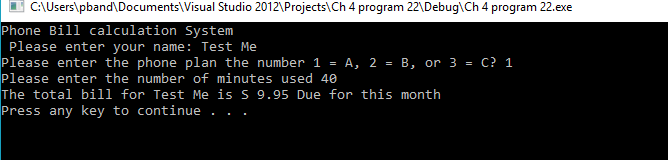 C:\Users\pband\Documents\Visual Studio 2012\Projects\Ch 4 program 22\Debug\Ch 4 program 22.exe
Phone Bill calculation System
 Please enter your name: Test Me
Please enter the phone plan the number 1 = A, 2 = B, or 3 = C? 1
Please enter the number of minutes used 40
The total bill for Test Me is S 9.95 Due for this month
Press any key to continue . . .